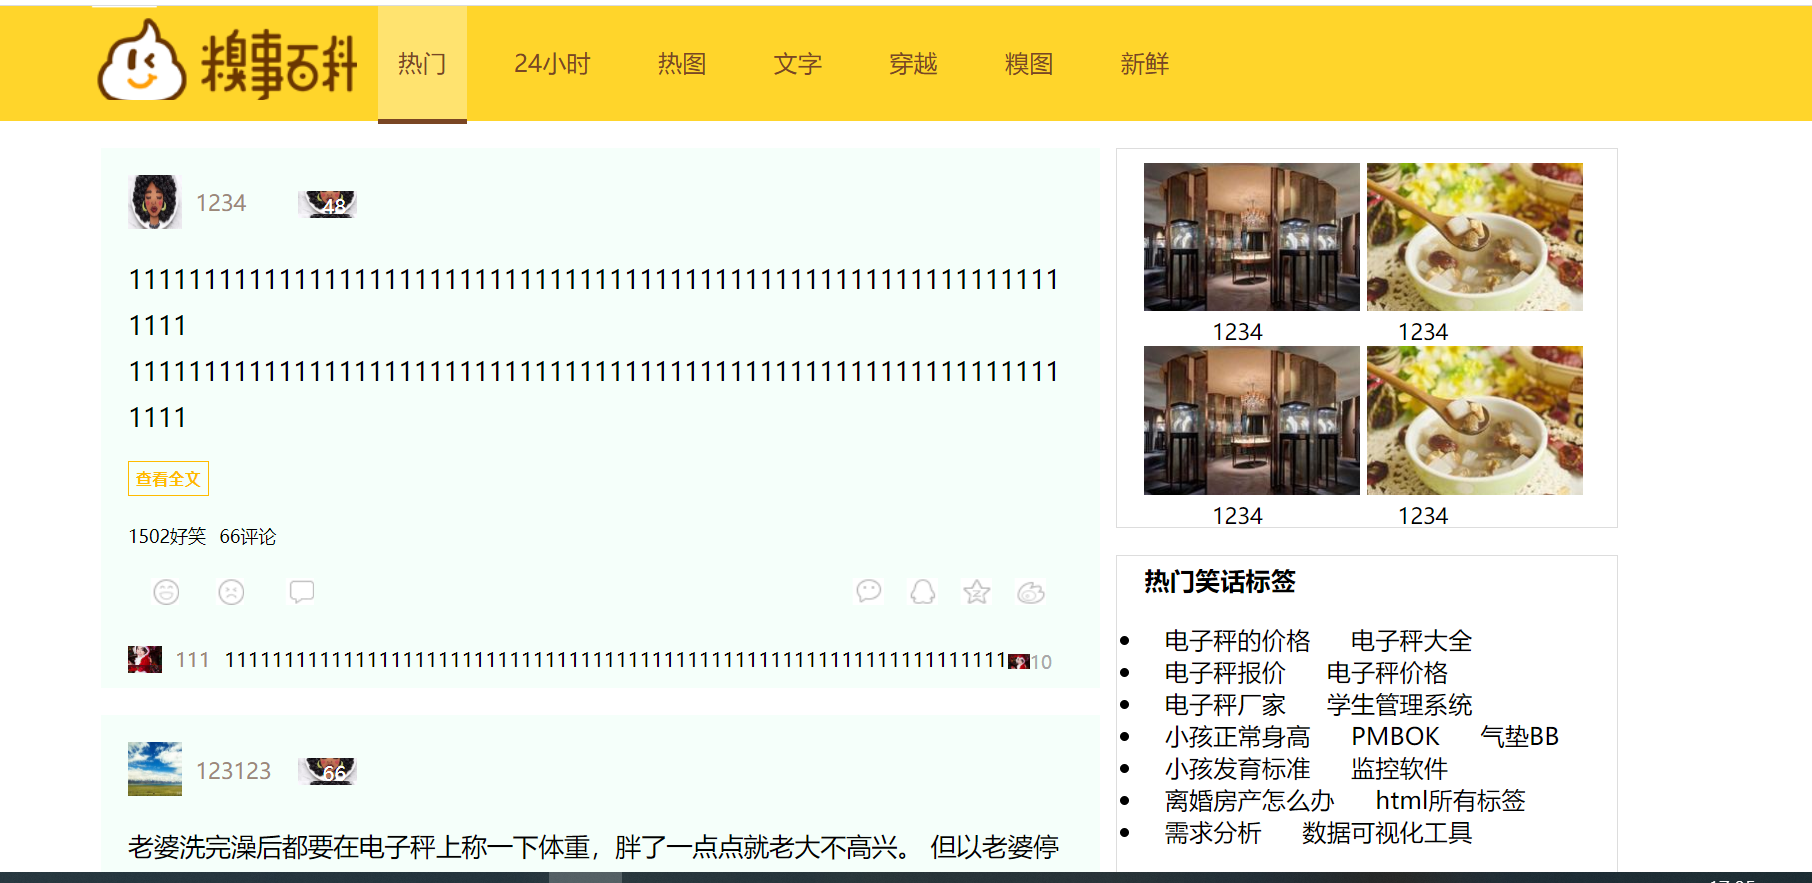 糗事百科 热门 24小时 热图 文字 穿越 糗图 新鲜
1234 48
11111111111111111111111111111111111111111111111111111111111111
1111
11111111111111111111111111111111111111111111111111111111111111
1111
查看全文
1502好笑 66评论
111 11111111111111111111111111111111111111111111111111111111111111111 10
123123 66
老婆洗完澡后都要在电子秤上称一下体重，胖了一点点就老大不高兴。 但以老婆停
1234 1234
1234 1234
热门笑话标签
电子秤的价格 电子秤大全
电子秤报价 电子秤价格
电子秤厂家 学生管理系统
小孩正常身高 PMBOK 气垫BB
小孩发育标准 监控软件
离婚房产怎么办 html所有标签
需求分析 数据可视化工具